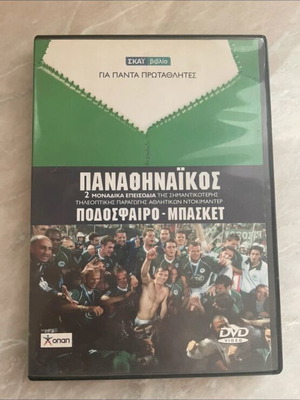 ΣΚΑΪ βιβλίο
ΓΙΑ ΠΑΝΤΑ ΠΡΩΤΑΘΛΗΤΕΣ
ΠΑΝΑΘΗΝΑΪΚΟΣ
2 ΜΟΝΑΔΙΚΑ ΕΠΕΙΣΟΔΙΑ ΤΗΣ ΣΗΜΑΝΤΙΚΟΤΕΡΗΣ
ΤΗΛΕΟΠΤΙΚΗΣ ΠΑΡΑΓΩΓΗΣ ΑΘΛΗΤΙΚΩΝ ΝΤΟΚΙΜΑΝΤΕΡ
ΠΟΔΟΣΦΑΙΡΟ - ΜΠΑΣΚΕΤ
οπαπ
DVD
VIDEO